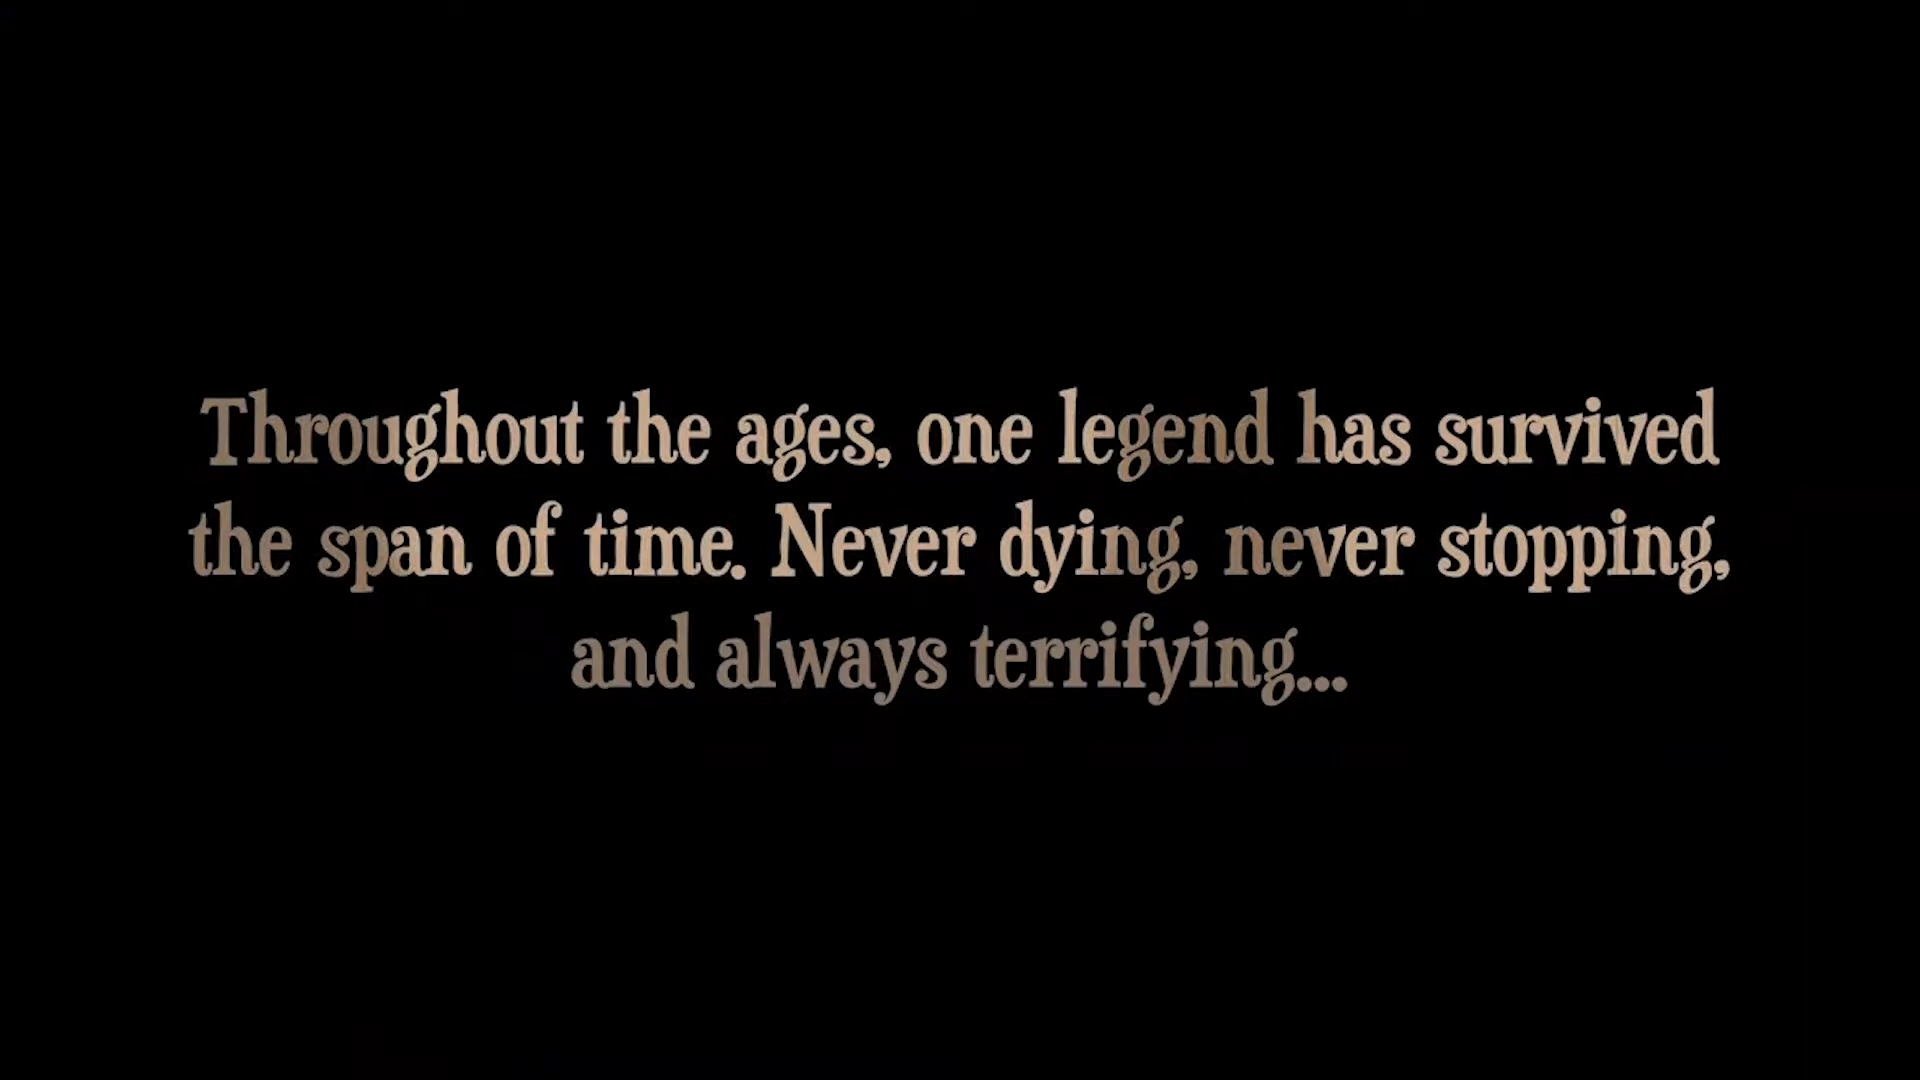 Throughout the ages, one legend has survived
the span of time. Never dying, never stopping,
and always terrifying...